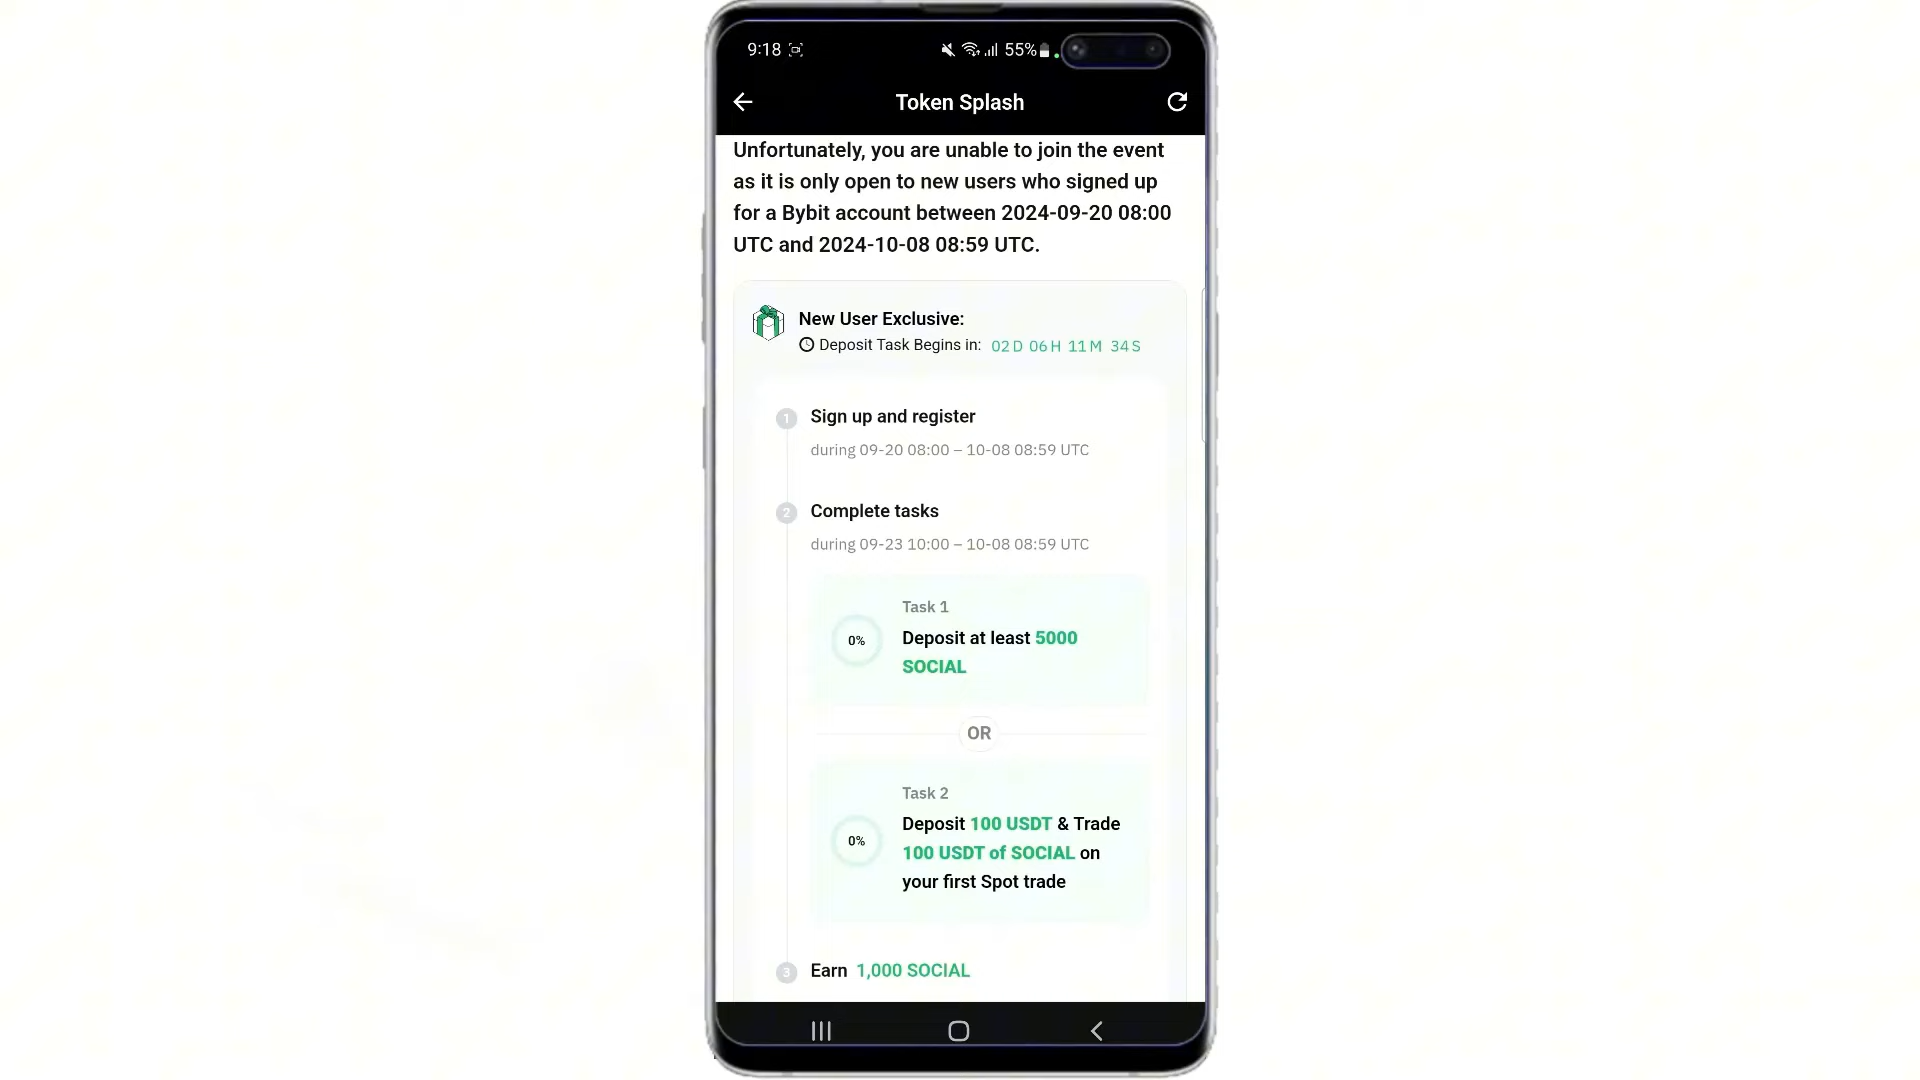 9:18
55%
Token Splash
Unfortunately, you are unable to join the event
as it is only open to new users who signed up
for a Bybit account between 2024-09-20 08:00
UTC and 2024-10-08 08:59 UTC.
New User Exclusive:
Deposit Task Begins in: 02D 06H 11M 34S
1 Sign up and register
during 09-20 08:00 – 10-08 08:59 UTC
2 Complete tasks
during 09-23 10:00 – 10-08 08:59 UTC
Task 1
0%
Deposit at least 5000
SOCIAL
OR
Task 2
Deposit 100 USDT & Trade
0%
100 USDT of SOCIAL on
your first Spot trade
3 Earn 1,000 SOCIAL